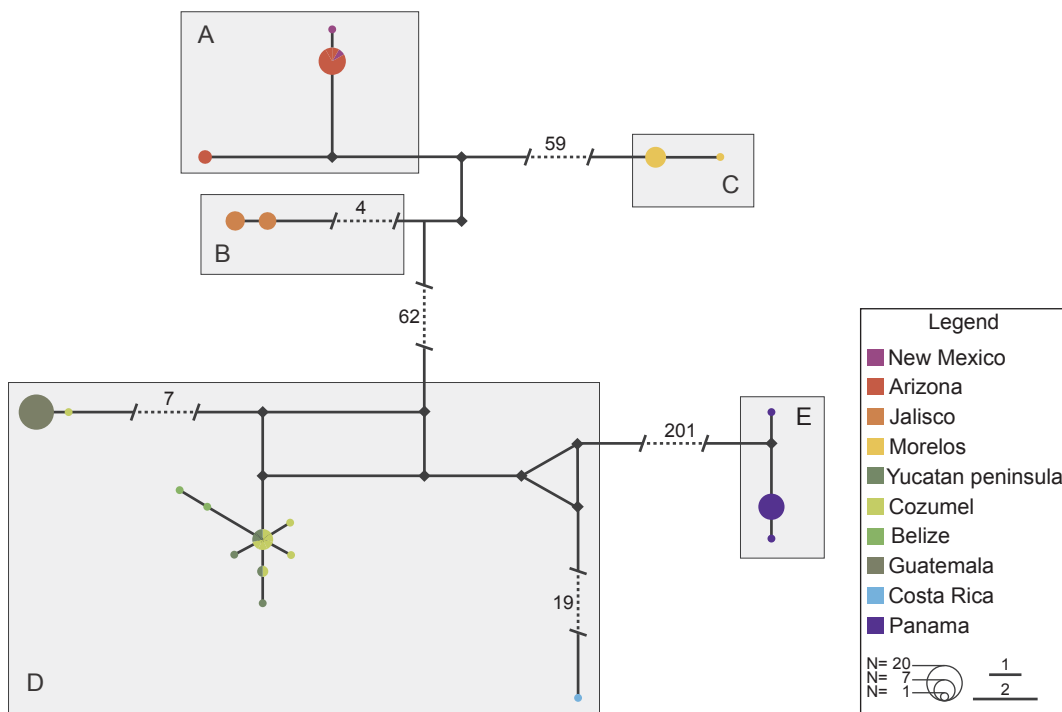 A
59
C
4
B
62
7
E
201
19
D
Legend
New Mexico
Arizona
Jalisco
Morelos
Yucatan peninsula
Cozumel
Belize
Guatemala
Costa Rica
Panama
N= 20
N= 7
N= 1
1
2